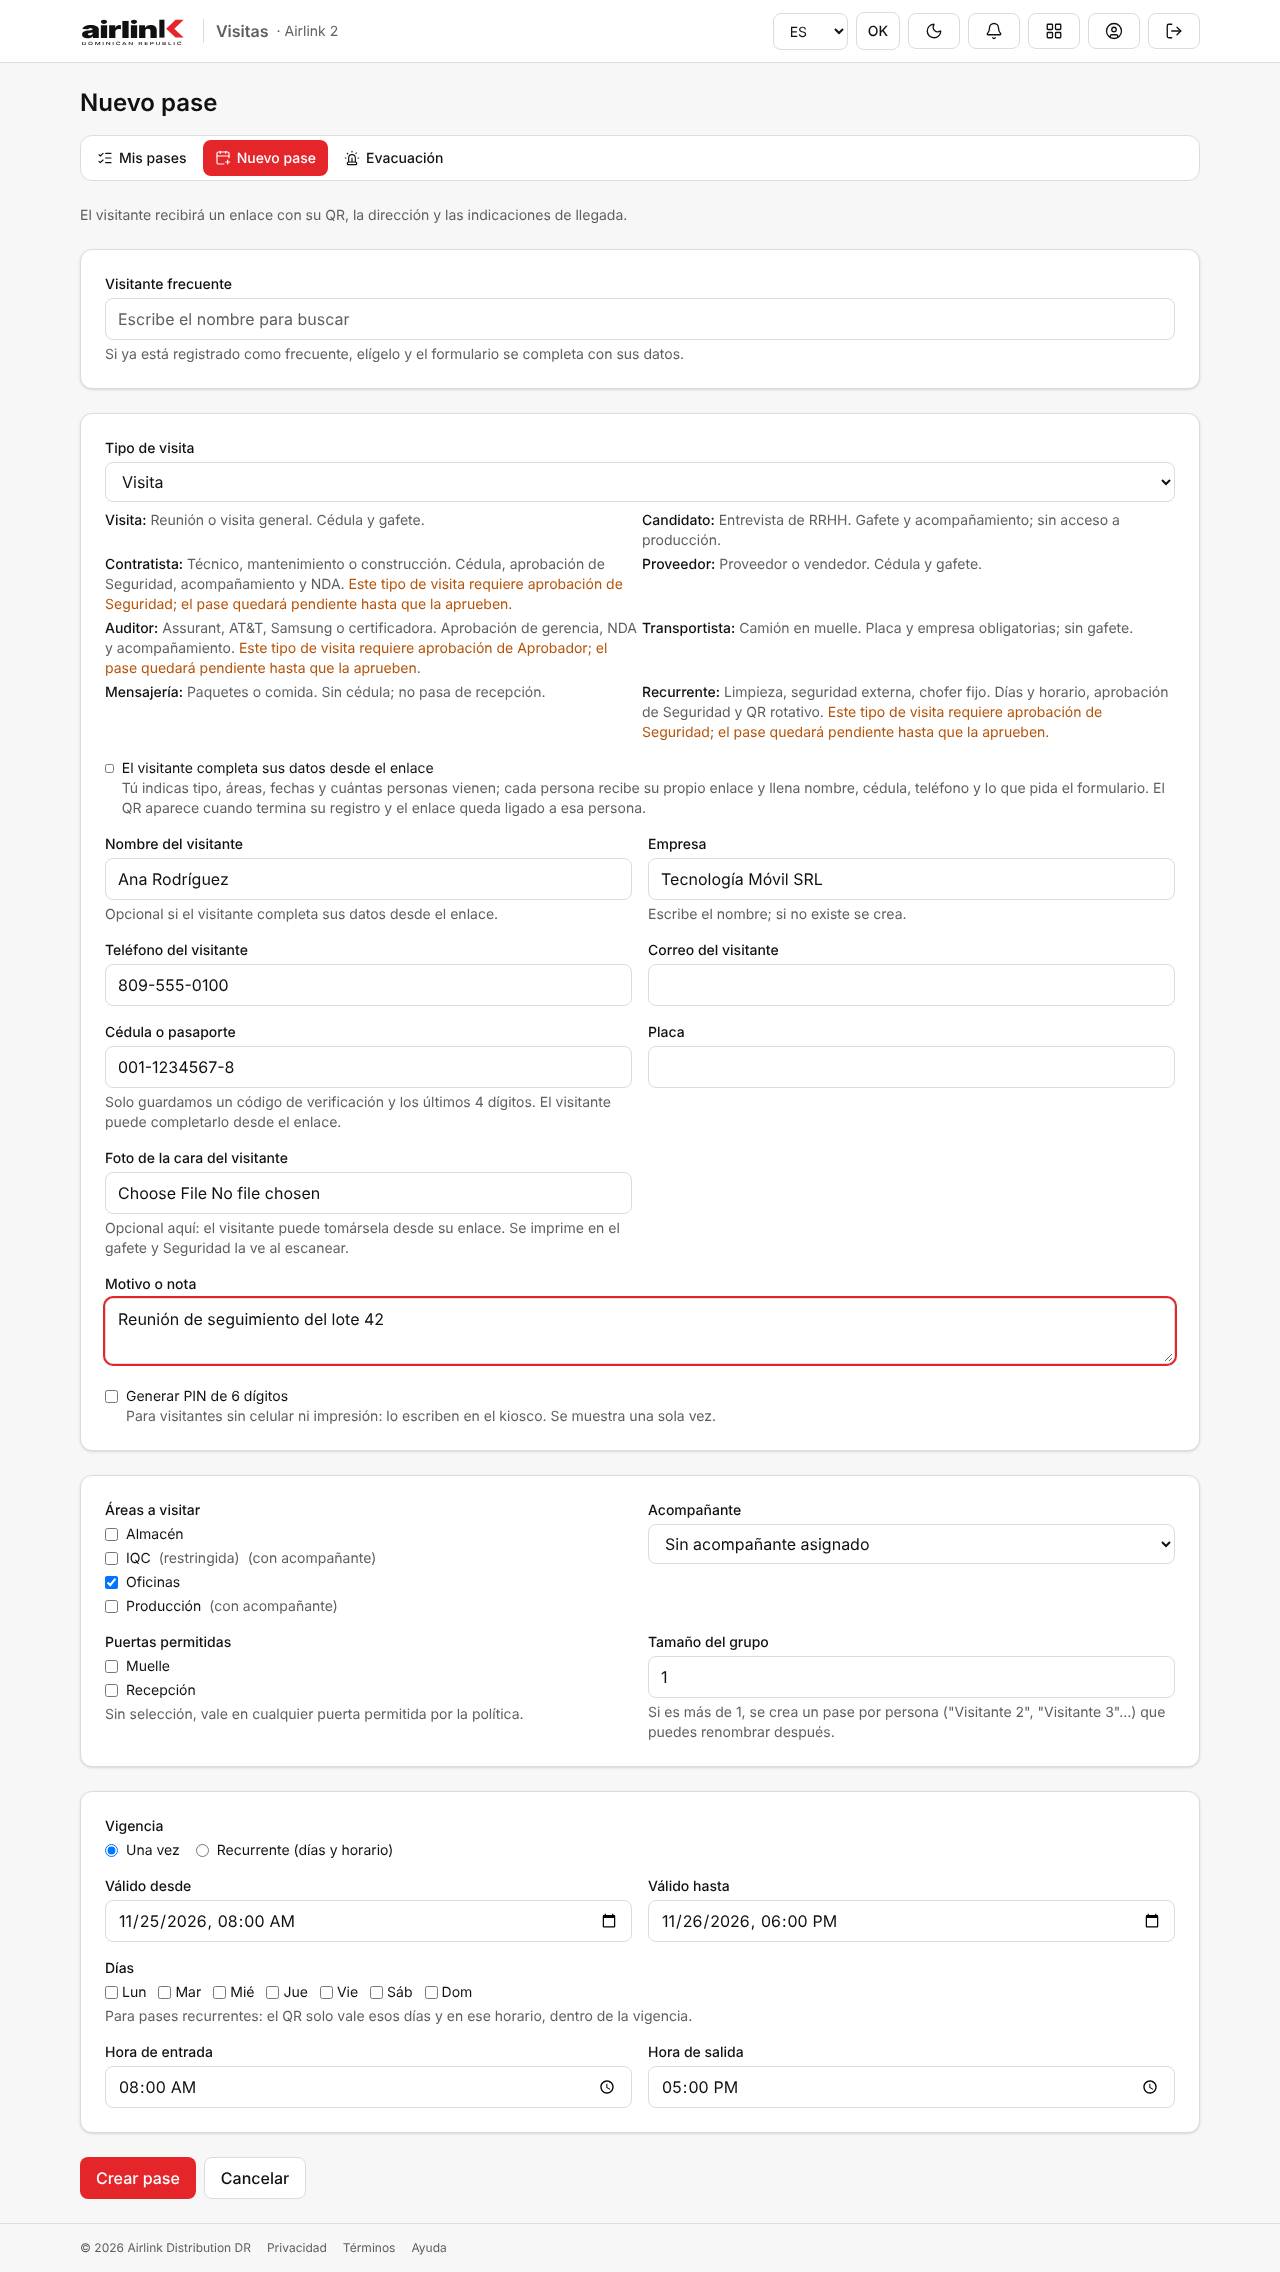 airlink
DOMINICAN REPUBLIC
Visitas · Airlink 2
ES
OK
Nuevo pase
Mis pases
Nuevo pase
Evacuación
El visitante recibirá un enlace con su QR, la dirección y las indicaciones de llegada.
Visitante frecuente
Escribe el nombre para buscar
Si ya está registrado como frecuente, elígelo y el formulario se completa con sus datos.
Tipo de visita
Visita
Visita: Reunión o visita general. Cédula y gafete.
Candidato: Entrevista de RRHH. Gafete y acompañamiento; sin acceso a
producción.
Contratista: Técnico, mantenimiento o construcción. Cédula, aprobación de
Seguridad, acompañamiento y NDA. Este tipo de visita requiere aprobación de
Seguridad; el pase quedará pendiente hasta que la aprueben.
Proveedor: Proveedor o vendedor. Cédula y gafete.
Auditor: Assurant, AT&T, Samsung o certificadora. Aprobación de gerencia, NDA
y acompañamiento. Este tipo de visita requiere aprobación de Aprobador; el
pase quedará pendiente hasta que la aprueben.
Transportista: Camión en muelle. Placa y empresa obligatorias; sin gafete.
Mensajería: Paquetes o comida. Sin cédula; no pasa de recepción.
Recurrente: Limpieza, seguridad externa, chofer fijo. Días y horario, aprobación
de Seguridad y QR rotativo. Este tipo de visita requiere aprobación de
Seguridad; el pase quedará pendiente hasta que la aprueben.
El visitante completa sus datos desde el enlace
Tú indicas tipo, áreas, fechas y cuántas personas vienen; cada persona recibe su propio enlace y llena nombre, cédula, teléfono y lo que pida el formulario. El
QR aparece cuando termina su registro y el enlace queda ligado a esa persona.
Nombre del visitante
Ana Rodríguez
Opcional si el visitante completa sus datos desde el enlace.
Empresa
Tecnología Móvil SRL
Escribe el nombre; si no existe se crea.
Teléfono del visitante
809-555-0100
Correo del visitante
Cédula o pasaporte
001-1234567-8
Solo guardamos un código de verificación y los últimos 4 dígitos. El visitante
puede completarlo desde el enlace.
Placa
Foto de la cara del visitante
Choose File No file chosen
Opcional aquí: el visitante puede tomársela desde su enlace. Se imprime en el
gafete y Seguridad la ve al escanear.
Motivo o nota
Reunión de seguimiento del lote 42
Generar PIN de 6 dígitos
Para visitantes sin celular ni impresión: lo escriben en el kiosco. Se muestra una sola vez.
Áreas a visitar
Almacén
IQC (restringida) (con acompañante)
Oficinas
Producción (con acompañante)
Acompañante
Sin acompañante asignado
Puertas permitidas
Muelle
Recepción
Sin selección, vale en cualquier puerta permitida por la política.
Tamaño del grupo
1
Si es más de 1, se crea un pase por persona ("Visitante 2", "Visitante 3"...) que
puedes renombrar después.
Vigencia
Una vez
Recurrente (días y horario)
Válido desde
11/25/2026, 08:00 AM
Válido hasta
11/26/2026, 06:00 PM
Días
Lun Mar Mié Jue Vie Sáb Dom
Para pases recurrentes: el QR solo vale esos días y en ese horario, dentro de la vigencia.
Hora de entrada
08:00 AM
Hora de salida
05:00 PM
Crear pase
Cancelar
© 2026 Airlink Distribution DR Privacidad Términos Ayuda